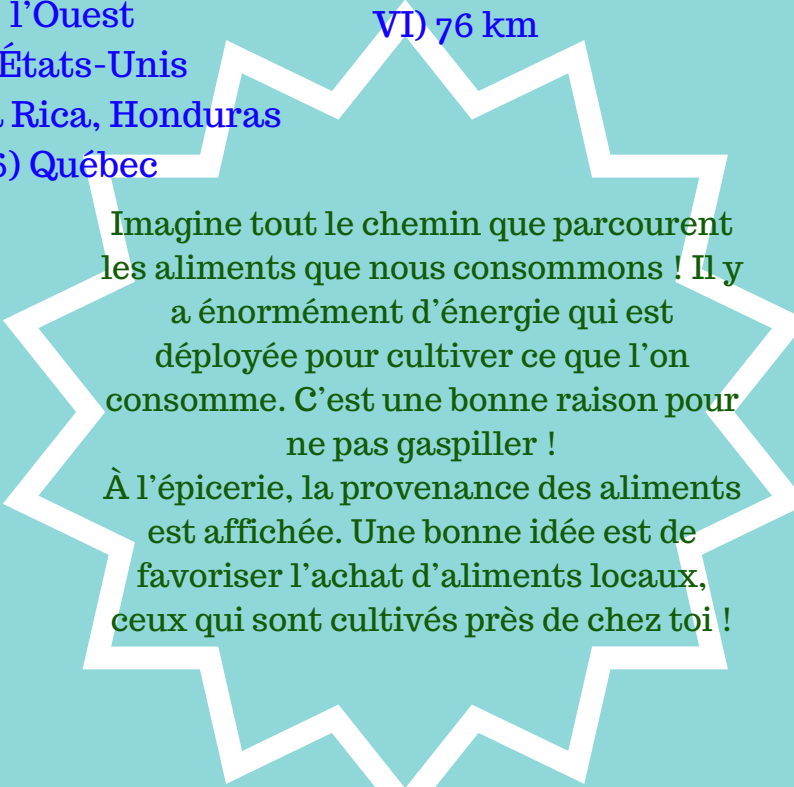 l'Ouest
États-Unis
Rica, Honduras
6) Québec
VI) 76 km
Imagine tout le chemin que parcourent
les aliments que nous consommons ! Il y
a énormément d'énergie qui est
déployée pour cultiver ce que l'on
consomme. C'est une bonne raison pour
ne pas gaspiller !
À l'épicerie, la provenance des aliments
est affichée. Une bonne idée est de
favoriser l'achat d'aliments locaux,
ceux qui sont cultivés près de chez toi !